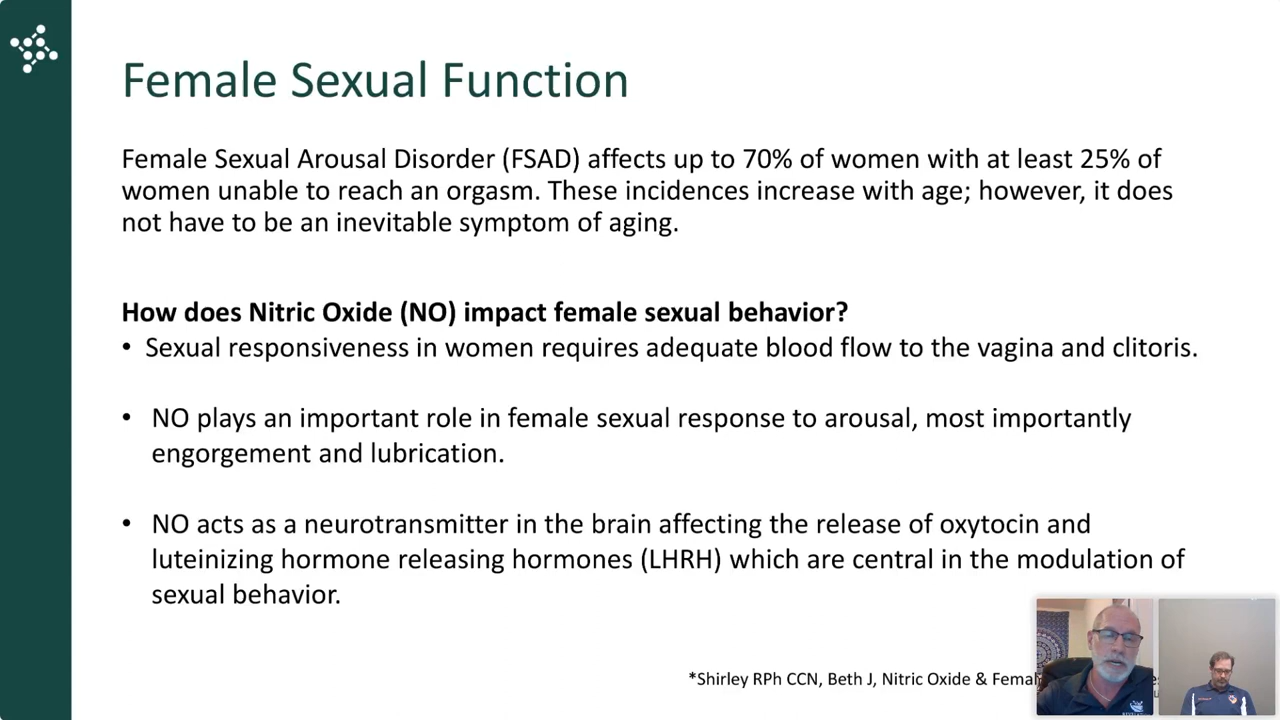 Female Sexual Function
Female Sexual Arousal Disorder (FSAD) affects up to 70% of women with at least 25% of
women unable to reach an orgasm. These incidences increase with age; however, it does
not have to be an inevitable symptom of aging.
How does Nitric Oxide (NO) impact female sexual behavior?
• Sexual responsiveness in women requires adequate blood flow to the vagina and clitoris.
• NO plays an important role in female sexual response to arousal, most importantly
engorgement and lubrication.
• NO acts as a neurotransmitter in the brain affecting the release of oxytocin and
luteinizing hormone releasing hormones (LHRH) which are central in the modulation of
sexual behavior.
*Shirley RPh CCN, Beth J, Nitric Oxide &